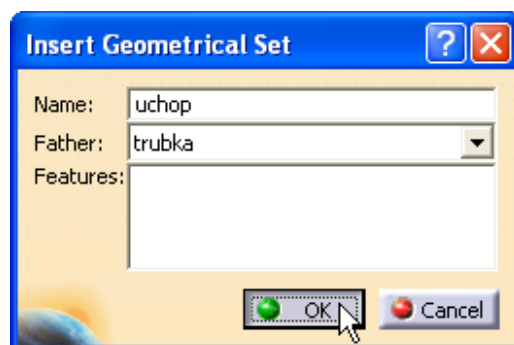 Insert Geometrical Set
Name: uchop
Father: trubka
Features:
OK Cancel